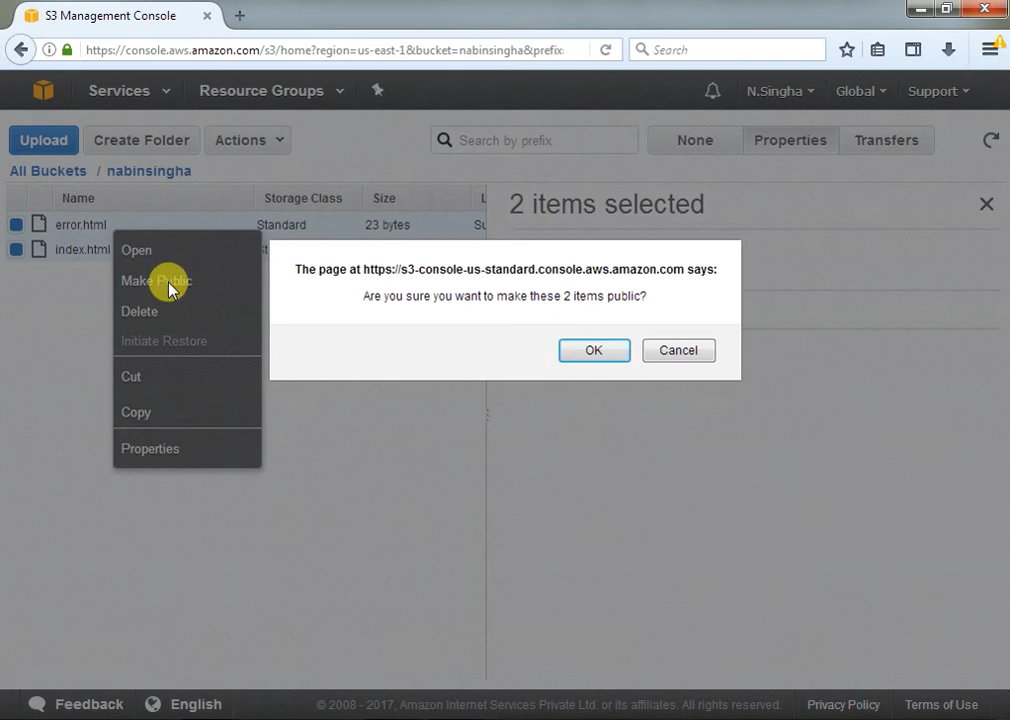 S3 Management Console
https://console.aws.amazon.com/s3/home?region=us-east-1&bucket=nabinsingha&prefix:
Search
Services
Resource Groups
N.Singha
Global
Support
Upload
Create Folder
Actions
Search by prefix
None
Properties
Transfers
All Buckets / nabinsingha
Name
Storage Class
Size
L
2 items selected
error.html
Standard
23 bytes
Su
index.html
Open
Make Public
Delete
Initiate Restore
Cut
Copy
Properties
The page at https://s3-console-us-standard.console.aws.amazon.com says:
Are you sure you want to make these 2 items public?
OK
Cancel
Feedback
English
© 2008 - 2017, Amazon Internet Services Private Ltd. or its affiliates. All rights reserved.
Privacy Policy
Terms of Use